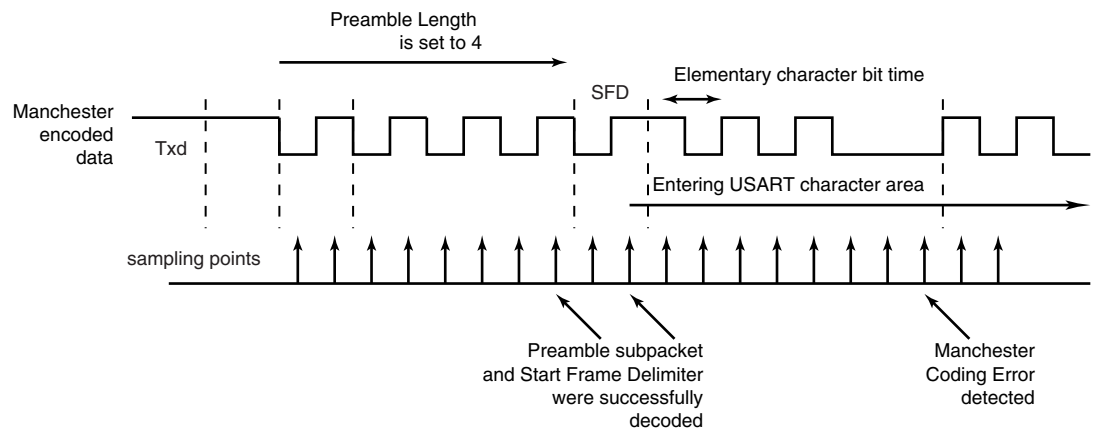 Preamble Length
is set to 4
SFD
Elementary character bit time
Manchester
encoded
data
Txd
Entering USART character area
sampling points
Preamble subpacket
and Start Frame Delimiter
were successfully
decoded
Manchester
Coding Error
detected